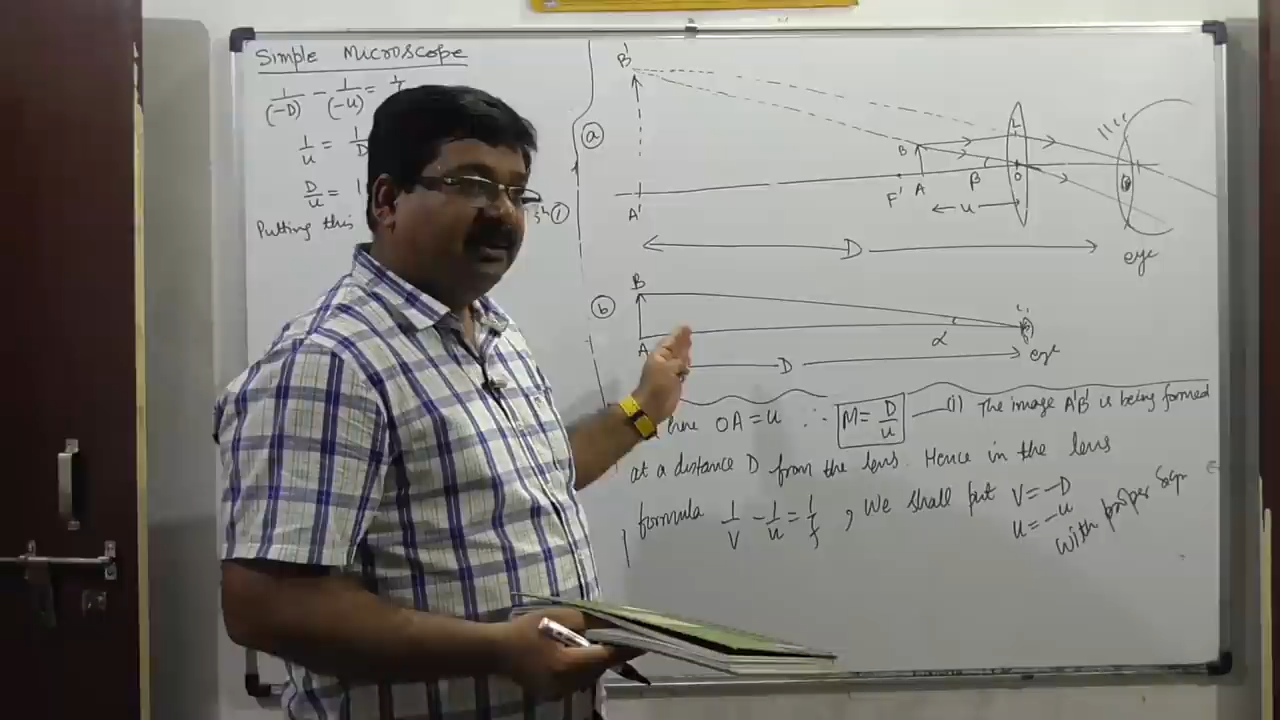 Simple Microscope
1/(-D) - 1/(-u) =
1/u = 1/D
D/u = 1
Putting this
ⓐ
B'
L
B
F' A β O
u
A'
D
eye
ⓑ
B
α
A
D
eye
here OA = u ∴ M = D/u —(i) The image A'B' is being formed
at a distance D from the lens. Hence in the lens
formula 1/v - 1/u = 1/f, We shall put v = -D
u = -u
with proper sign